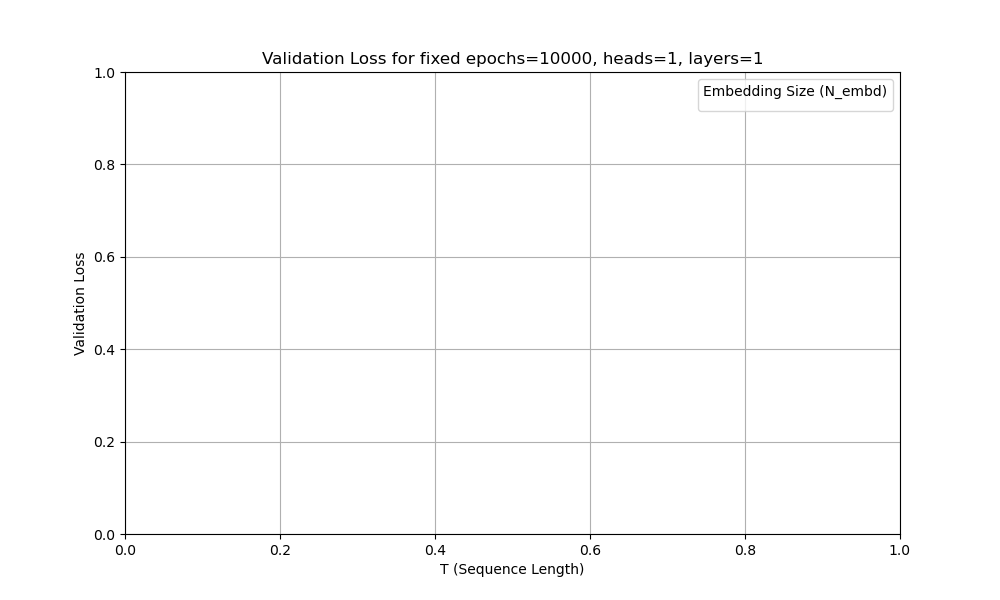 Validation Loss for fixed epochs=10000, heads=1, layers=1
Embedding Size (N_embd)
1.0
0.8
0.6
0.4
0.2
0.0
Validation Loss
0.0 0.2 0.4 0.6 0.8 1.0
T (Sequence Length)